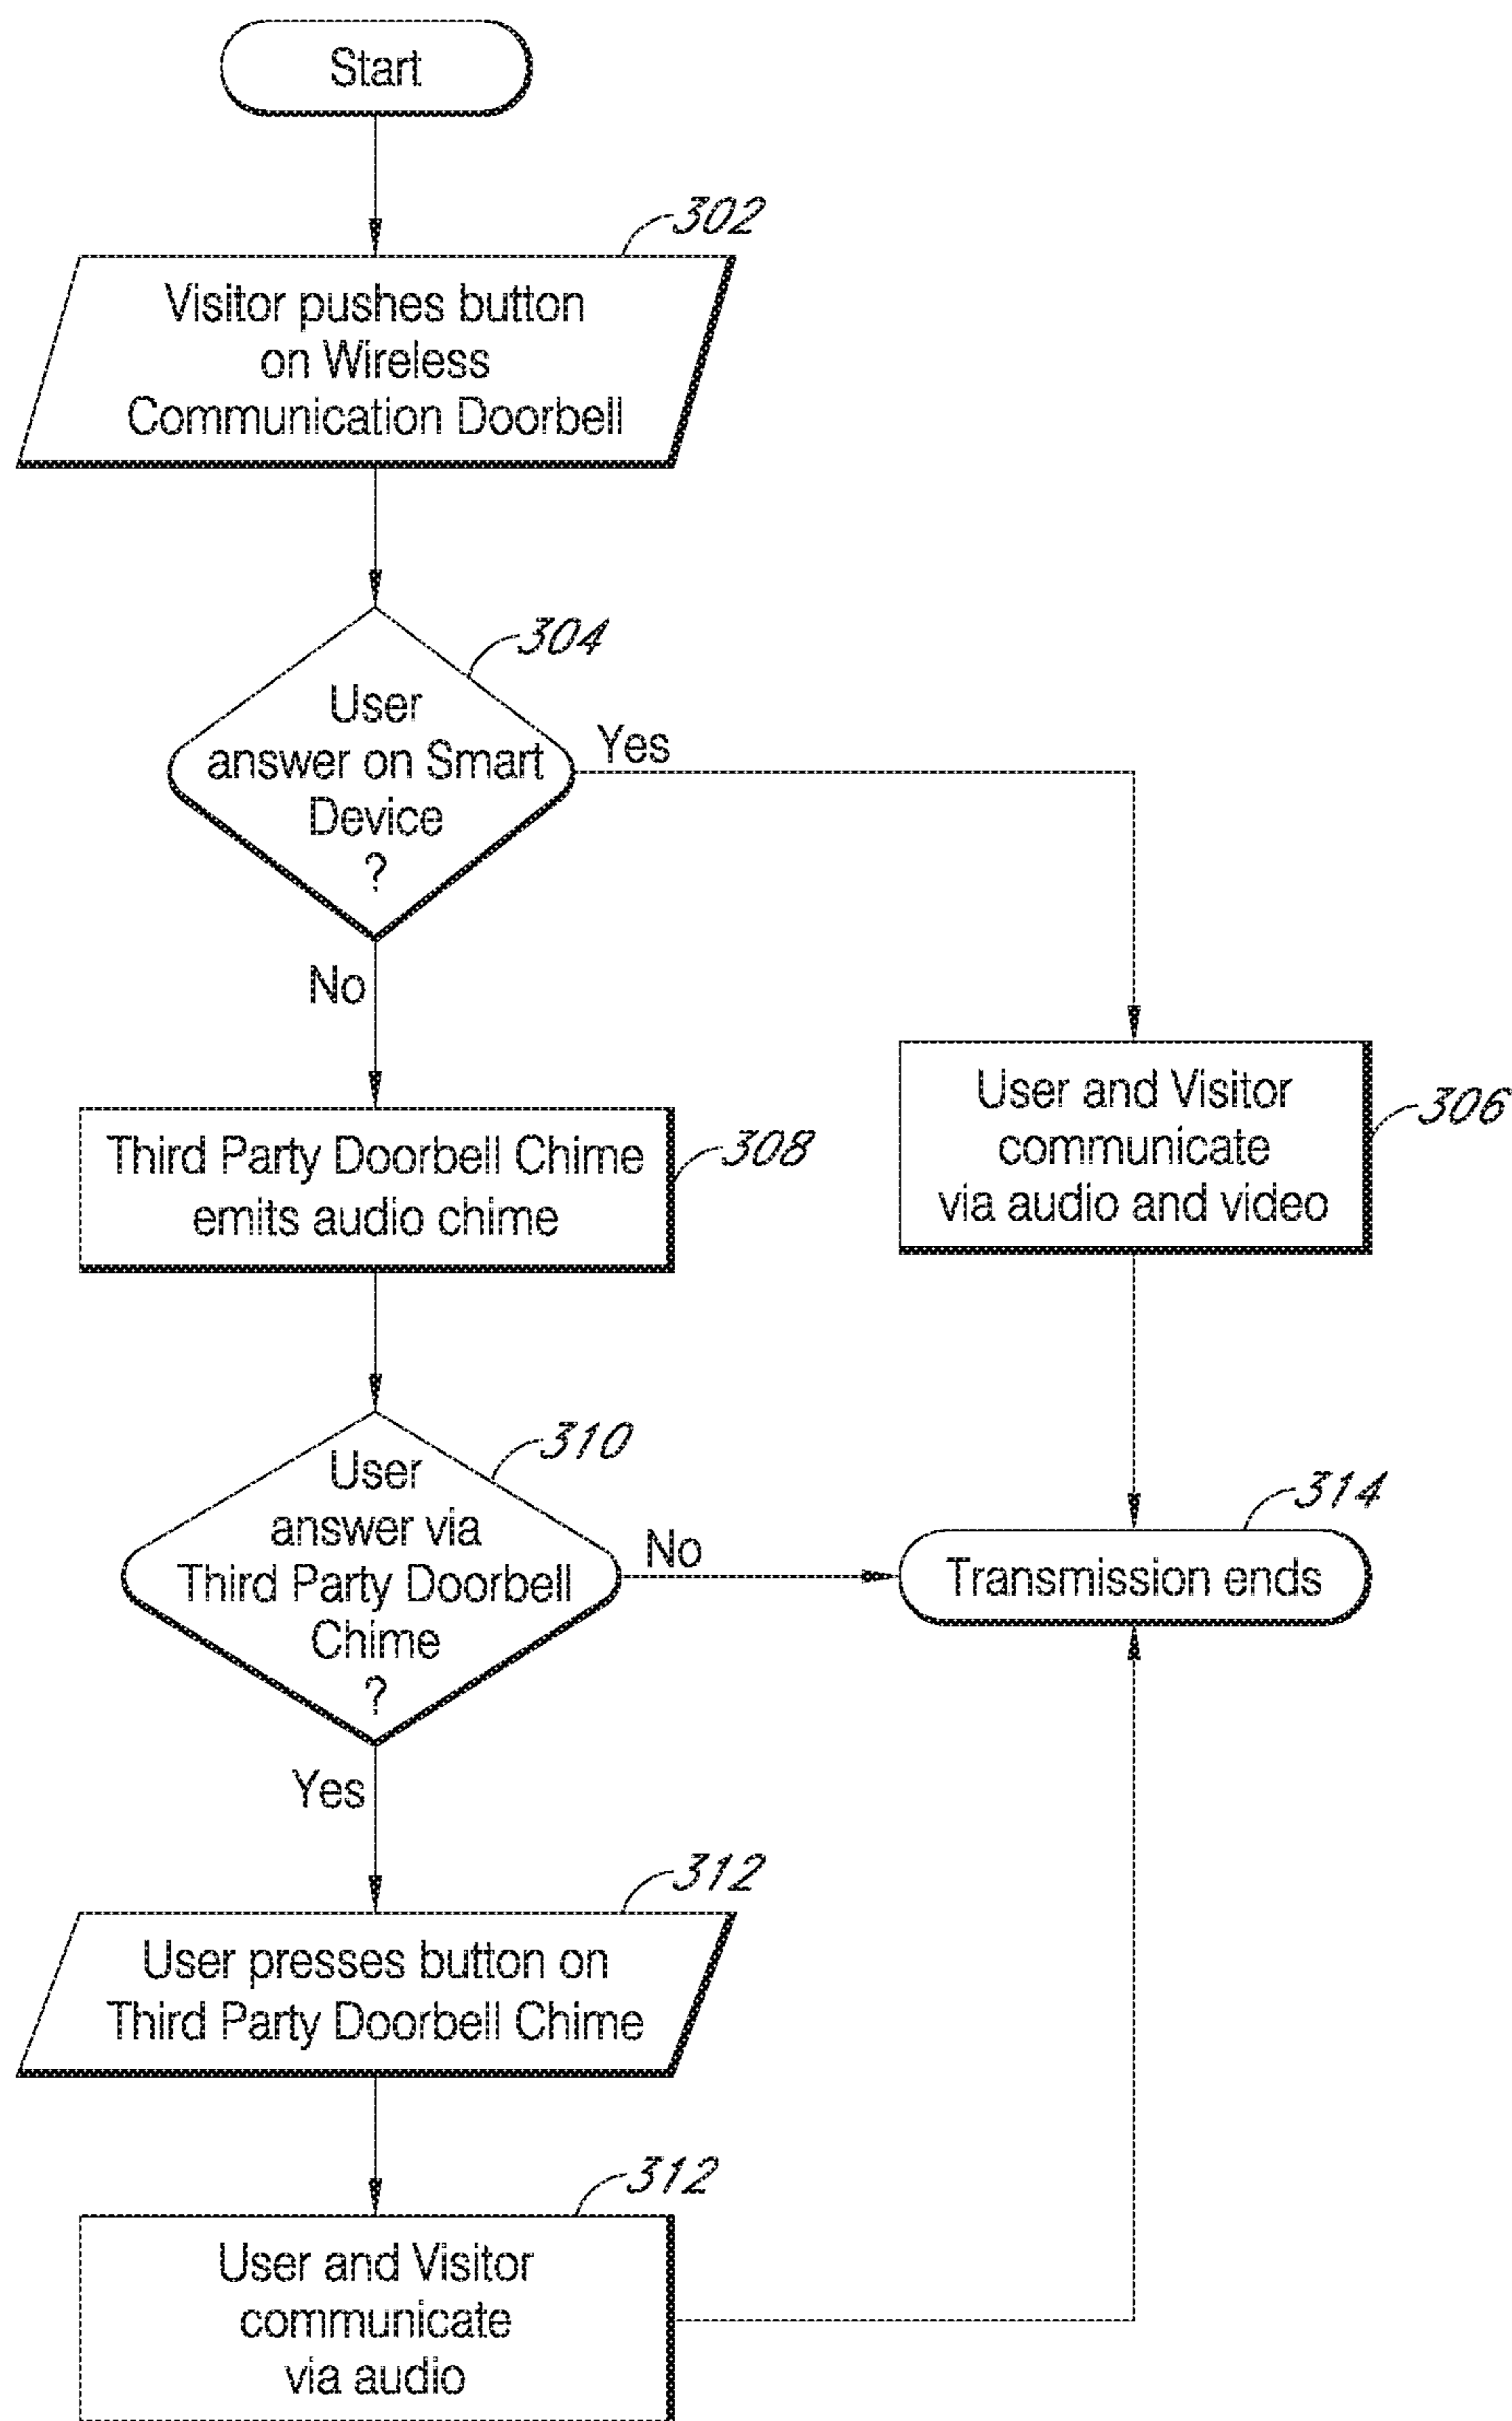 Start
302
Visitor pushes button
on Wireless
Communication Doorbell
304
User
answer on Smart
Device
?
Yes
No
306
User and Visitor
communicate
via audio and video
308
Third Party Doorbell Chime
emits audio chime
310
User
answer via
Third Party Doorbell
Chime
?
No
314
Transmission ends
Yes
312
User presses button on
Third Party Doorbell Chime
312
User and Visitor
communicate
via audio